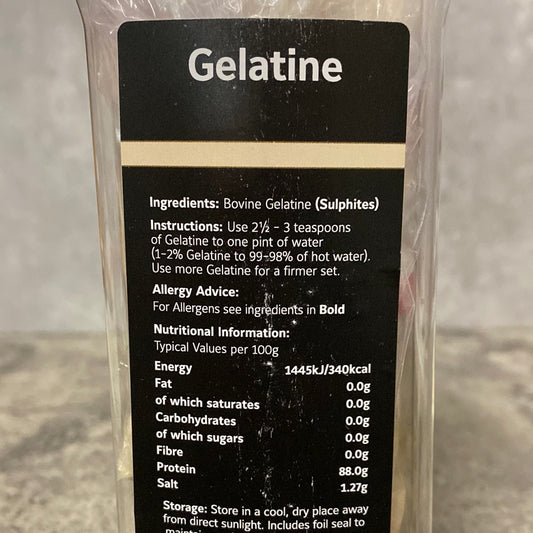 Gelatine
Ingredients: Bovine Gelatine (Sulphites)
Instructions: Use 2½ - 3 teaspoons
of Gelatine to one pint of water
(1-2% Gelatine to 99-98% of hot water).
Use more Gelatine for a firmer set.
Allergy Advice:
For Allergens see ingredients in Bold
Nutritional Information:
Typical Values per 100g
Energy 1445kJ/340kcal
Fat 0.0g
of which saturates 0.0g
Carbohydrates 0.0g
of which sugars 0.0g
Fibre 0.0g
Protein 88.0g
Salt 1.27g
Storage: Store in a cool, dry place away
from direct sunlight. Includes foil seal to